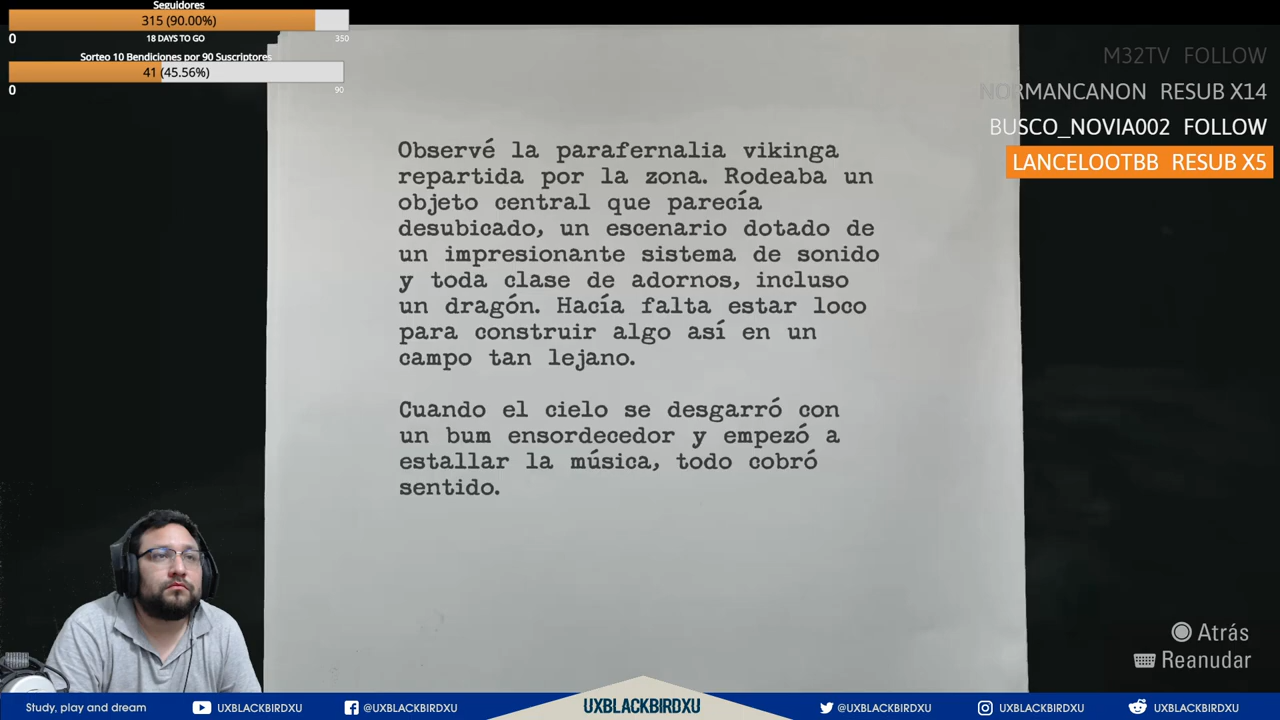 Seguidores
315 (90.00%)
0
18 DAYS TO GO
350
Sorteo 10 Bendiciones por 90 Suscriptores
41 (45.56%)
0
90
M32TV FOLLOW
NORMANCANON RESUB X14
BUSCO_NOVIA002 FOLLOW
LANCELOOTBB RESUB X5
Observé la parafernalia vikinga
repartida por la zona. Rodeaba un
objeto central que parecía
desubicado, un escenario dotado de
un impresionante sistema de sonido
y toda clase de adornos, incluso
un dragón. Hacía falta estar loco
para construir algo así en un
campo tan lejano.
Cuando el cielo se desgarró con
un bum ensordecedor y empezó a
estallar la música, todo cobró
sentido.
Atrás
Reanudar
Study, play and dream
UXBLACKBIRDXU
@UXBLACKBIRDXU
UXBLACKBIRDXU
@UXBLACKBIRDXU
UXBLACKBIRDXU
UXBLACKBIRDXU